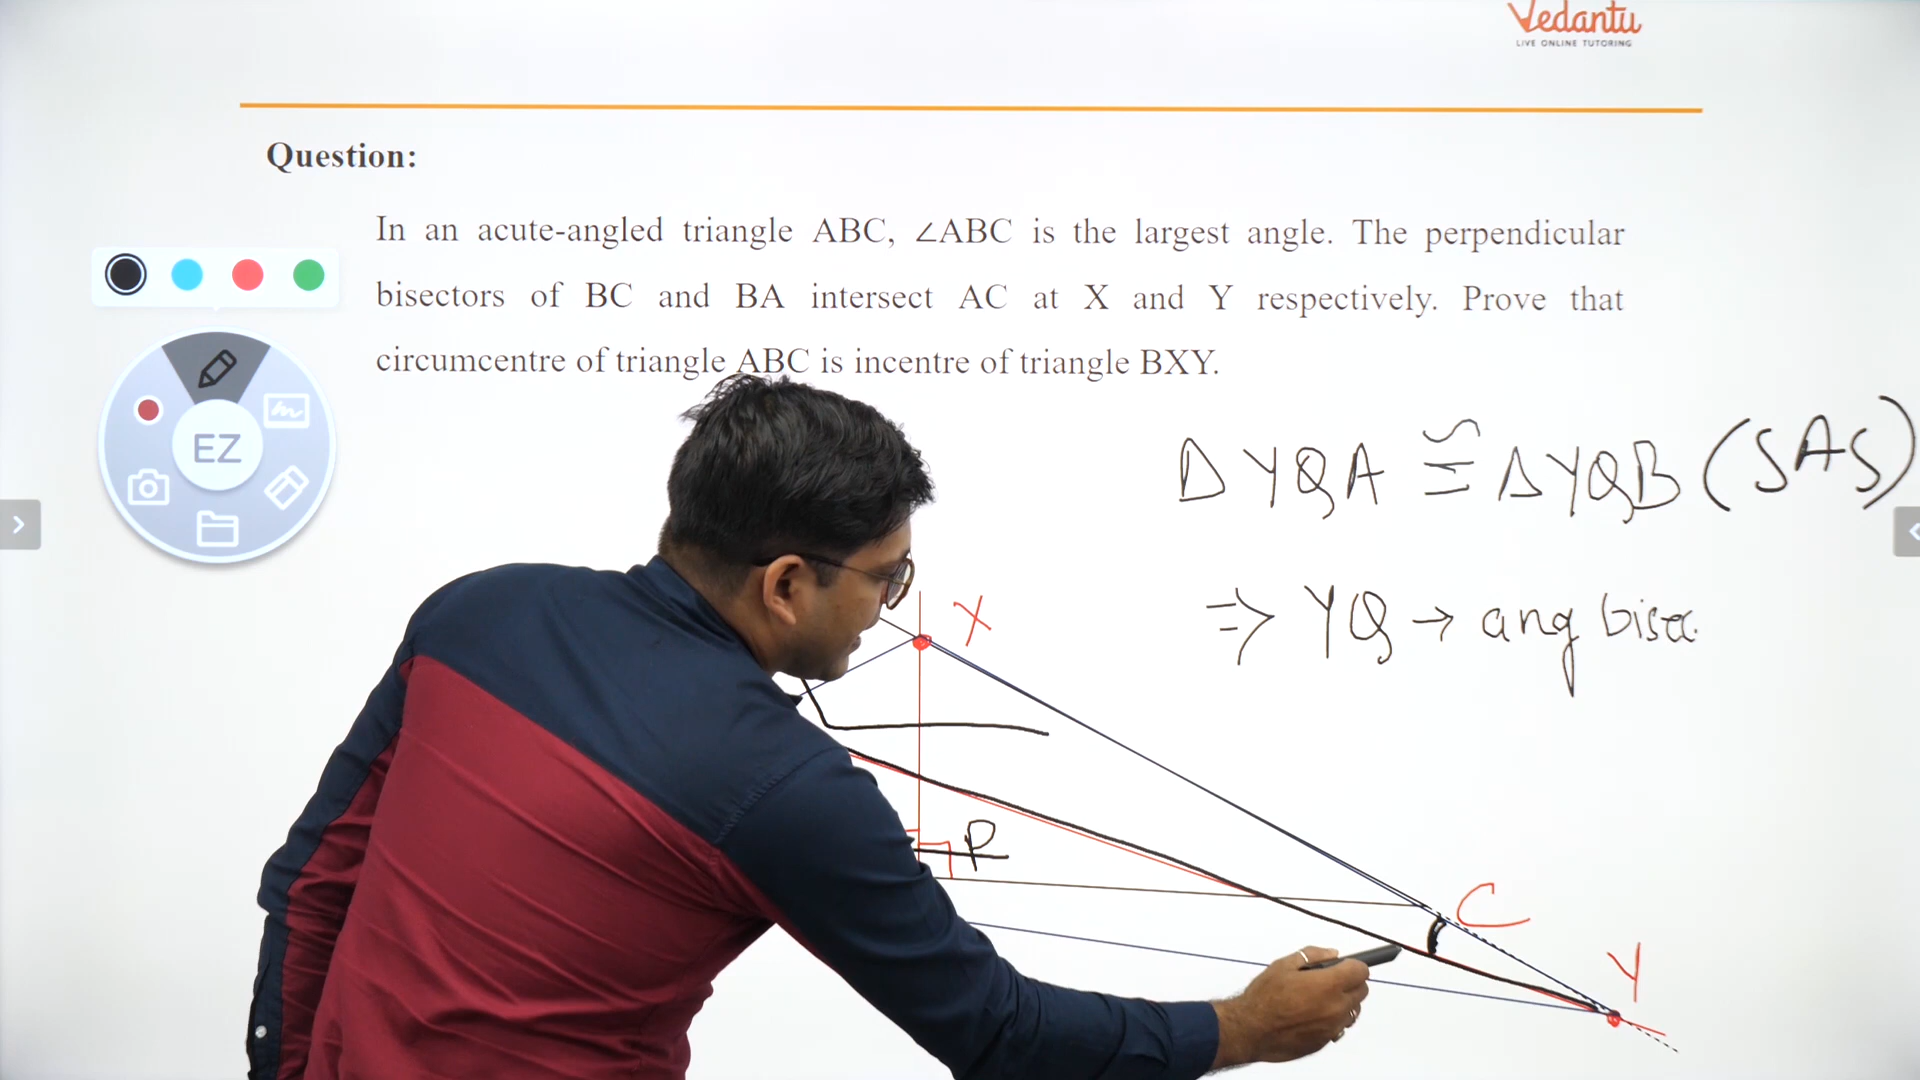 Vedantu
LIVE ONLINE TUTORING
Question:
In an acute-angled triangle ABC, ∠ABC is the largest angle. The perpendicular
bisectors of BC and BA intersect AC at X and Y respectively. Prove that
circumcentre of triangle ABC is incentre of triangle BXY.
EZ
Δ YQA ≅ Δ YQB (SAS)
⇒ YQ → ang bisec.
X
P
C
Y